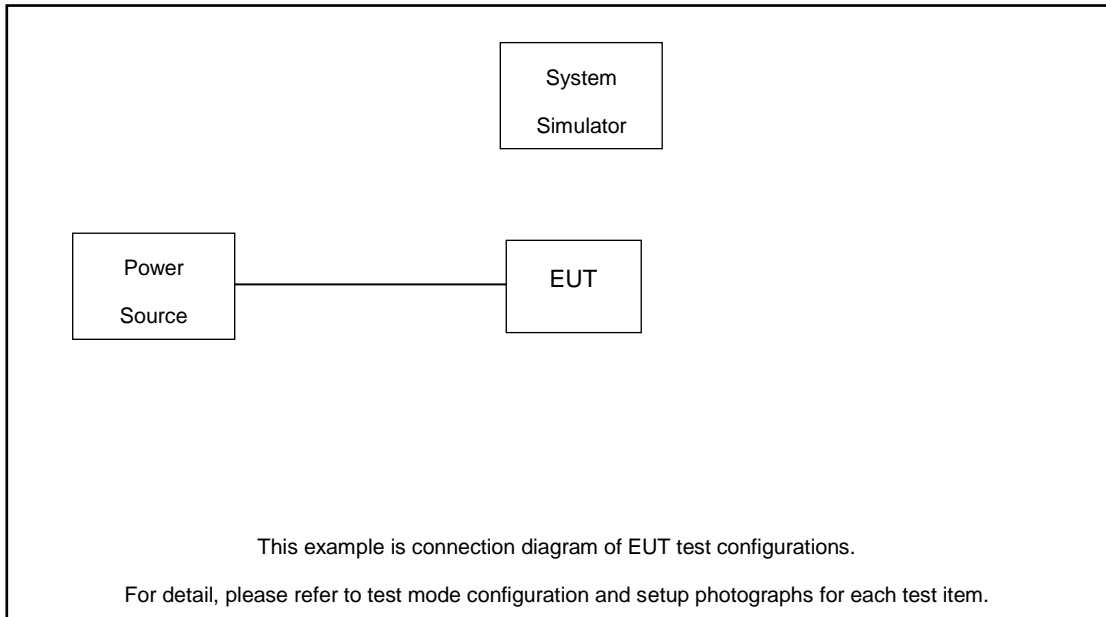 System
Simulator
Power
Source
EUT
This example is connection diagram of EUT test configurations.
For detail, please refer to test mode configuration and setup photographs for each test item.